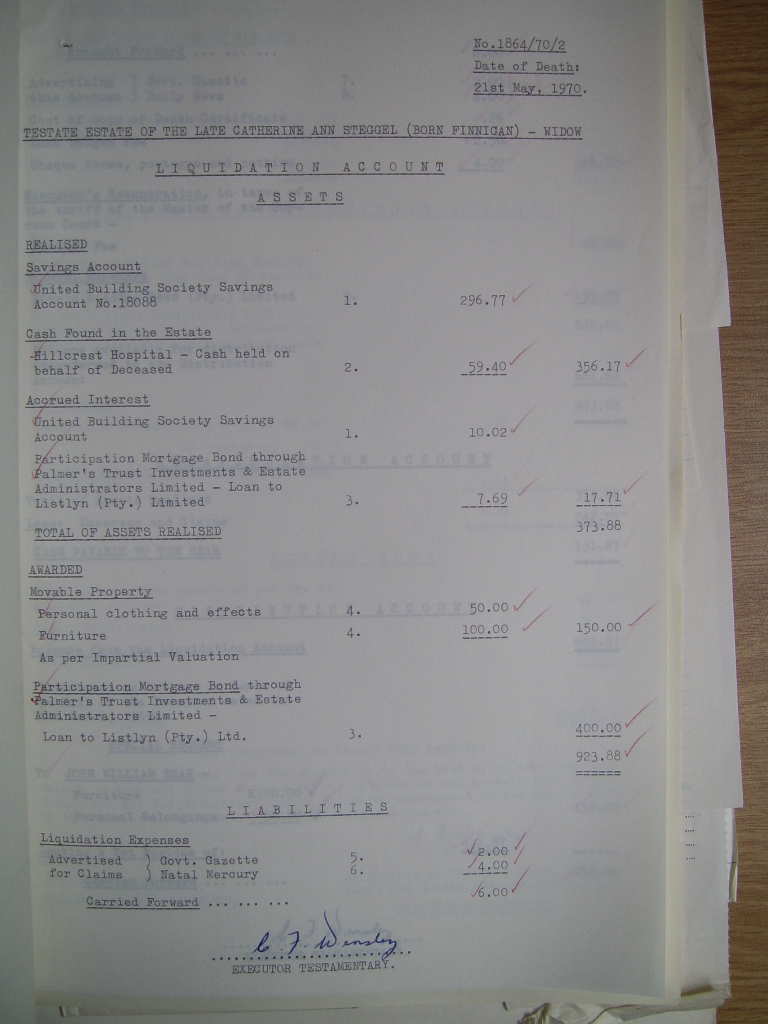 No.1864/70/2
Date of Death:
21st May, 1970.
TESTATE ESTATE OF THE LATE CATHERINE ANN STEGGEL (BORN FINNIGAN) - WIDOW
LIQUIDATION ACCOUNT
ASSETS
REALISED
Savings Account
United Building Society Savings
Account No.18088 1. 296.77
Cash Found in the Estate
Hillcrest Hospital - Cash held on
behalf of Deceased 2. 59.40 356.17
Accrued Interest
United Building Society Savings
Account 1. 10.02
Participation Mortgage Bond through
Palmer's Trust Investments & Estate
Administrators Limited - Loan to
Listlyn (Pty.) Limited 3. 7.69 17.71
TOTAL OF ASSETS REALISED 373.88
AWARDED
Movable Property
Personal clothing and effects 4. 50.00
Furniture 4. 100.00 150.00
As per Impartial Valuation
Participation Mortgage Bond through
Palmer's Trust Investments & Estate
Administrators Limited -
Loan to Listlyn (Pty.) Ltd. 3. 400.00
923.88
======
LIABILITIES
Liquidation Expenses
Advertised ) Govt. Gazette 5. 2.00
for Claims ) Natal Mercury 6. 4.00
Carried Forward ... ... ... 6.00
C. F. Wensley
EXECUTOR TESTAMENTARY.